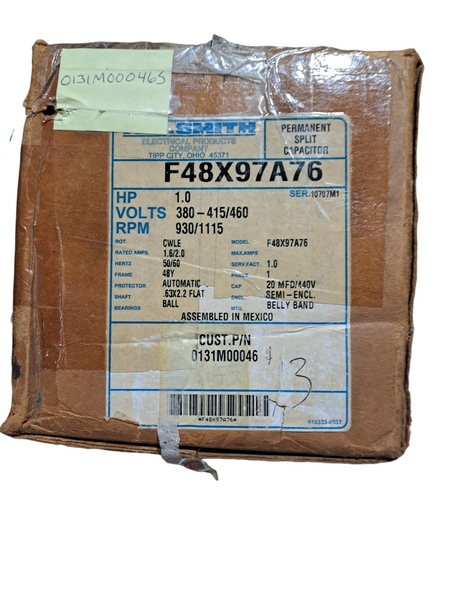 0131M00046S
SMITH
PERMANENT
SPLIT
CAPACITOR
ELECTRICAL PRODUCTS
COMPANY
TIPP CITY, OHIO 45371
F48X97A76
HP 1.0 SER. 10707M1
VOLTS 380-415/460
RPM 930/1115
ROT. CWLE MODEL F48X97A76
RATED AMPS. 1.6/2.0 MAX.AMPS
HERTZ 50/60 SERV.FACT. 1.0
FRAME 48Y PHASE 1
PROTECTOR AUTOMATIC CAP. 20 MFD/440V
SHAFT .63X2.2 FLAT ENCL. SEMI-ENCL.
BEARINGS BALL MTG. BELLY BAND
ASSEMBLED IN MEXICO
CUST.P/N
0131M00046
3
*F48X97A76*